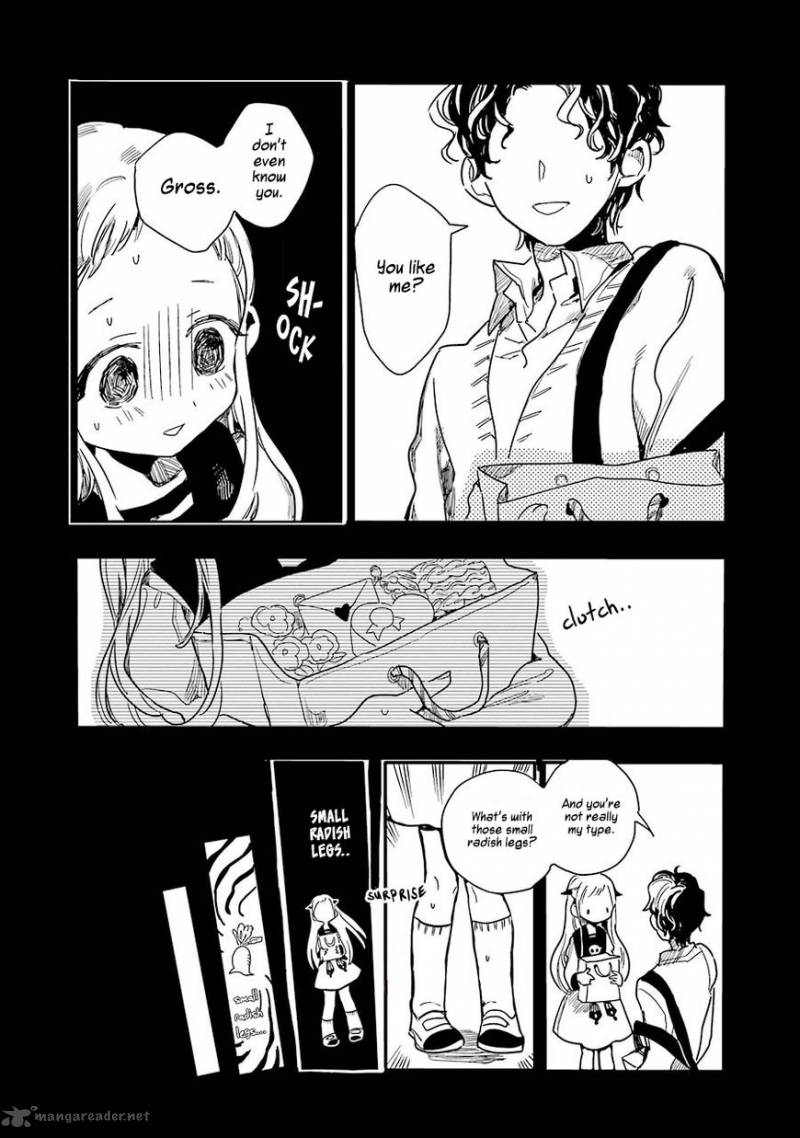 You like
me?
I
don't
even
know
you.
Gross.
SH-
OCK
clutch..
And you're
not really
my type.
What's with
those small
radish legs?
SURPRISE
SMALL
RADISH
LEGS..
small
radish
legs...
mangareader.net